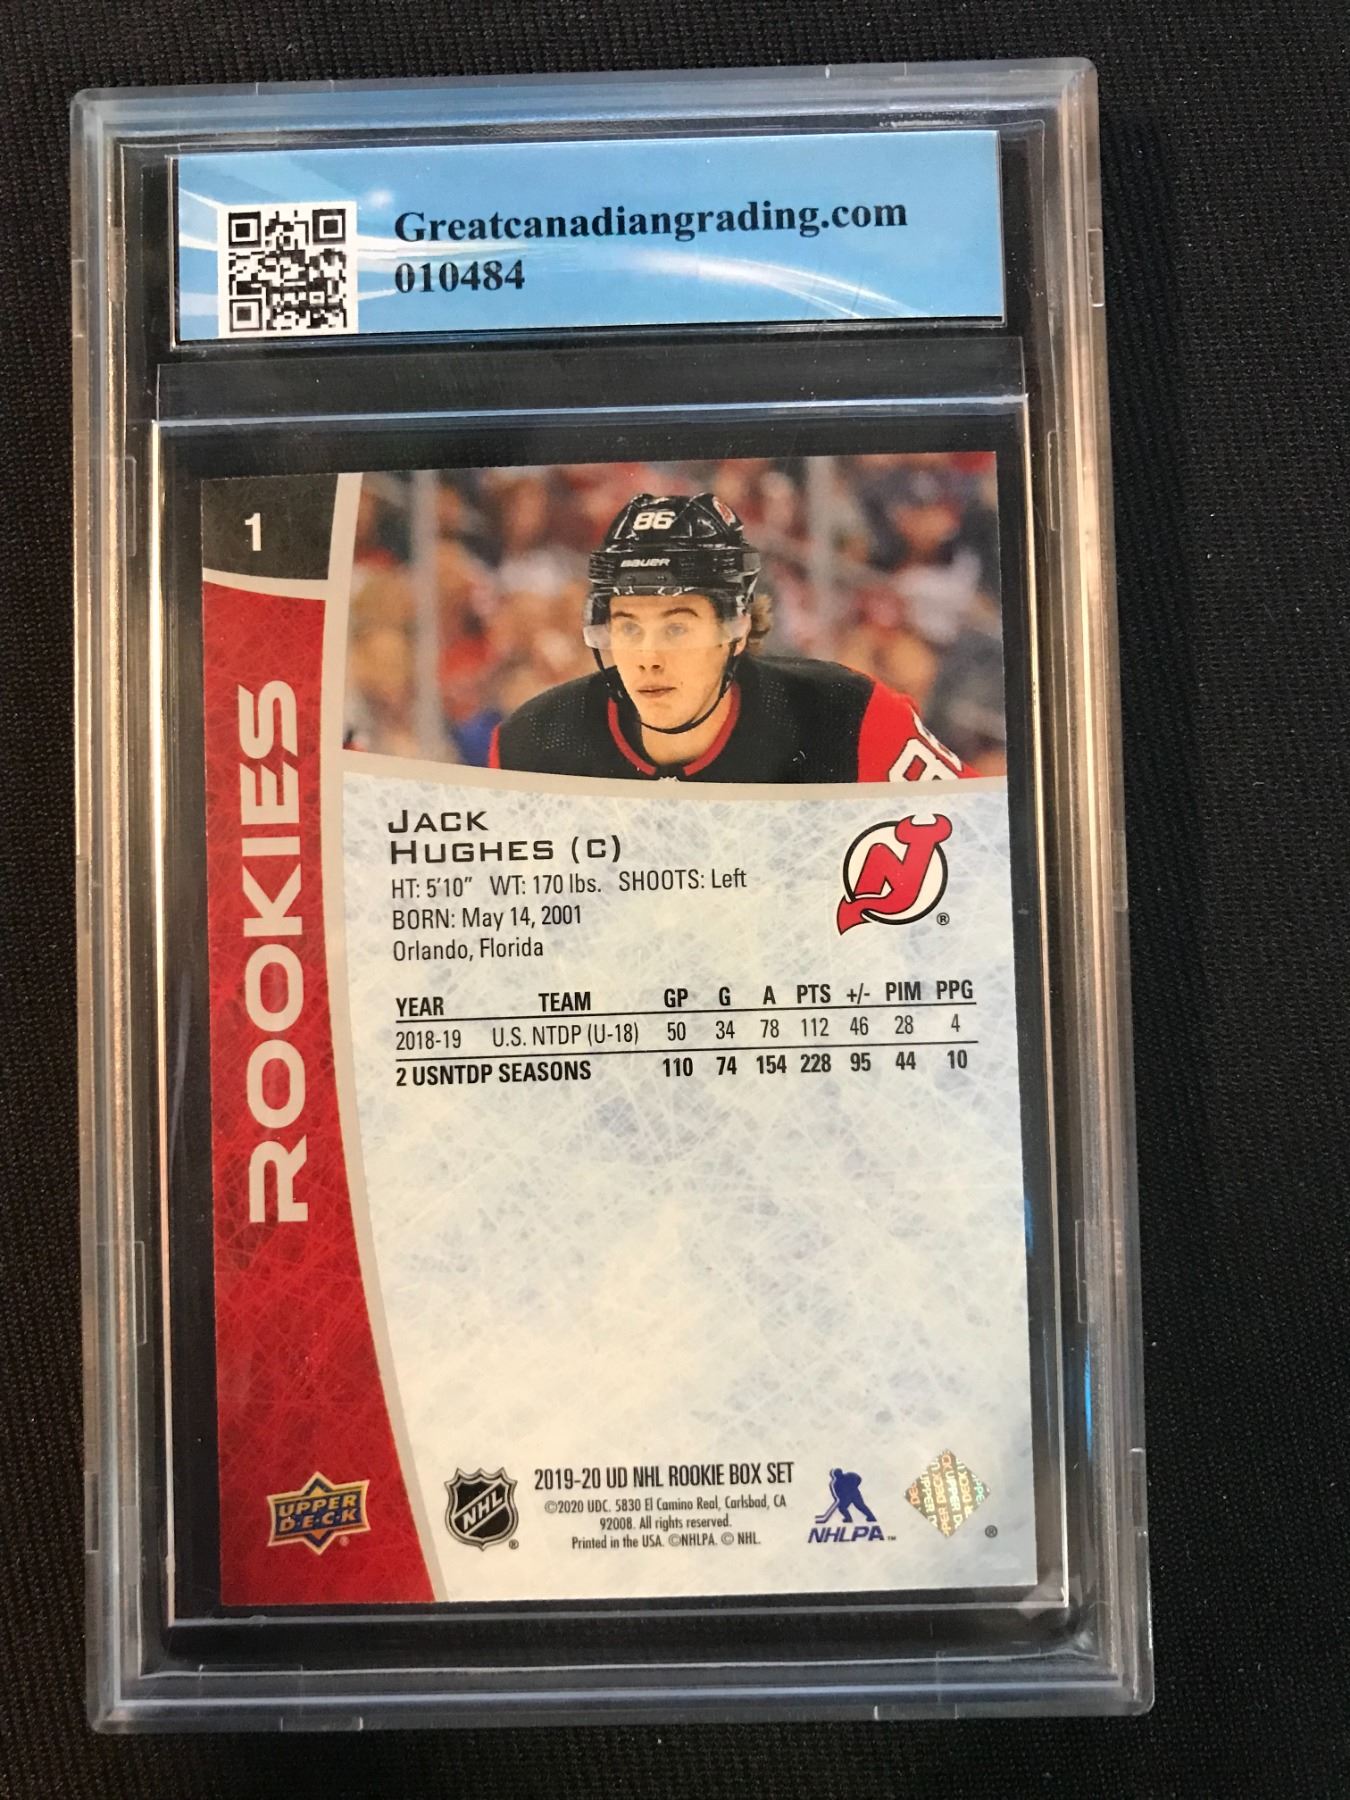 Greatcanadiangrading.com
010484
1
86
BAUER
86
ROOKIES
JACK
HUGHES (C)
HT: 5'10" WT: 170 lbs. SHOOTS: Left
BORN: May 14, 2001
Orlando, Florida
YEAR TEAM GP G A PTS +/- PIM PPG
2018-19 U.S. NTDP (U-18) 50 34 78 112 46 28 4
2 USNTDP SEASONS 110 74 154 228 95 44 10
UPPER
D·E·C·K
NHL
2019-20 UD NHL ROOKIE BOX SET
©2020 UDC. 5830 El Camino Real, Carlsbad, CA
92008. All rights reserved.
Printed in the USA. ©NHLPA. © NHL.
NHLPA™
®